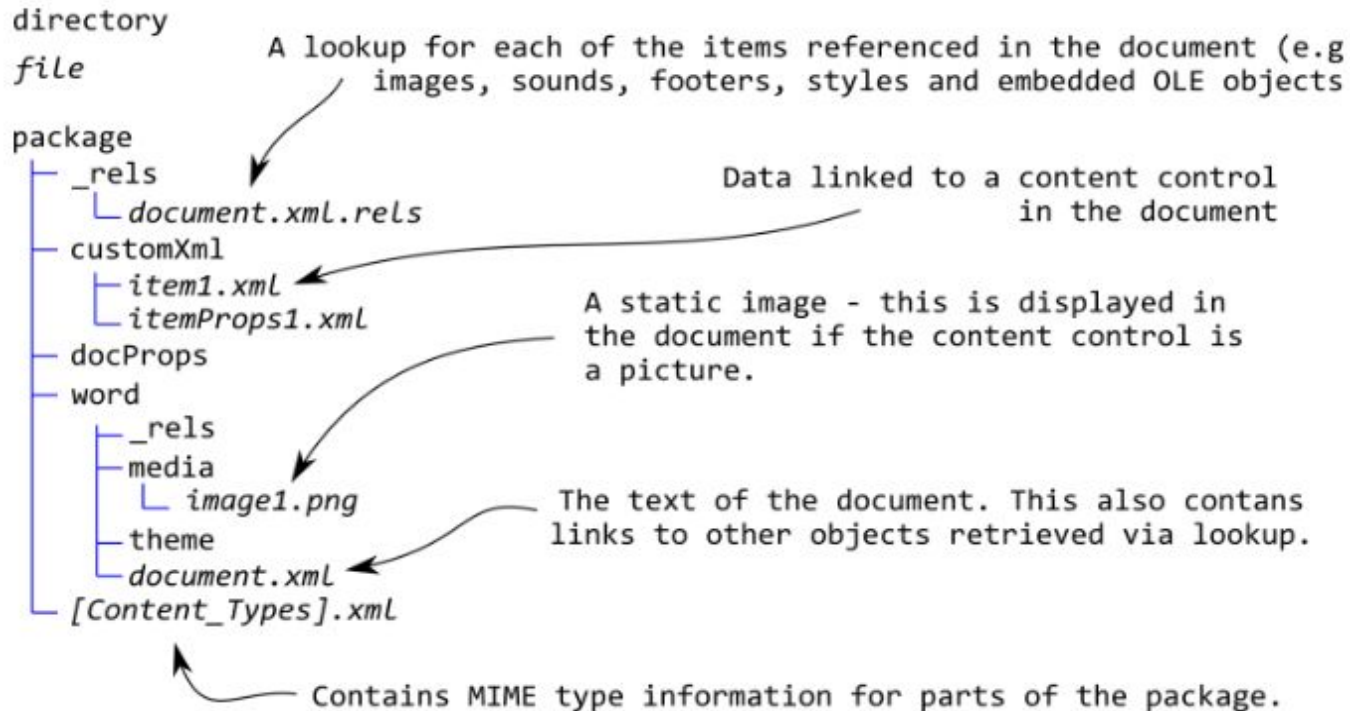 directory
file
A lookup for each of the items referenced in the document (e.g
images, sounds, footers, styles and embedded OLE objects
package
_rels
document.xml.rels
Data linked to a content control
in the document
customXml
item1.xml
itemProps1.xml
A static image - this is displayed in
the document if the content control is
a picture.
docProps
word
_rels
media
image1.png
The text of the document. This also contans
links to other objects retrieved via lookup.
theme
document.xml
[Content_Types].xml
Contains MIME type information for parts of the package.